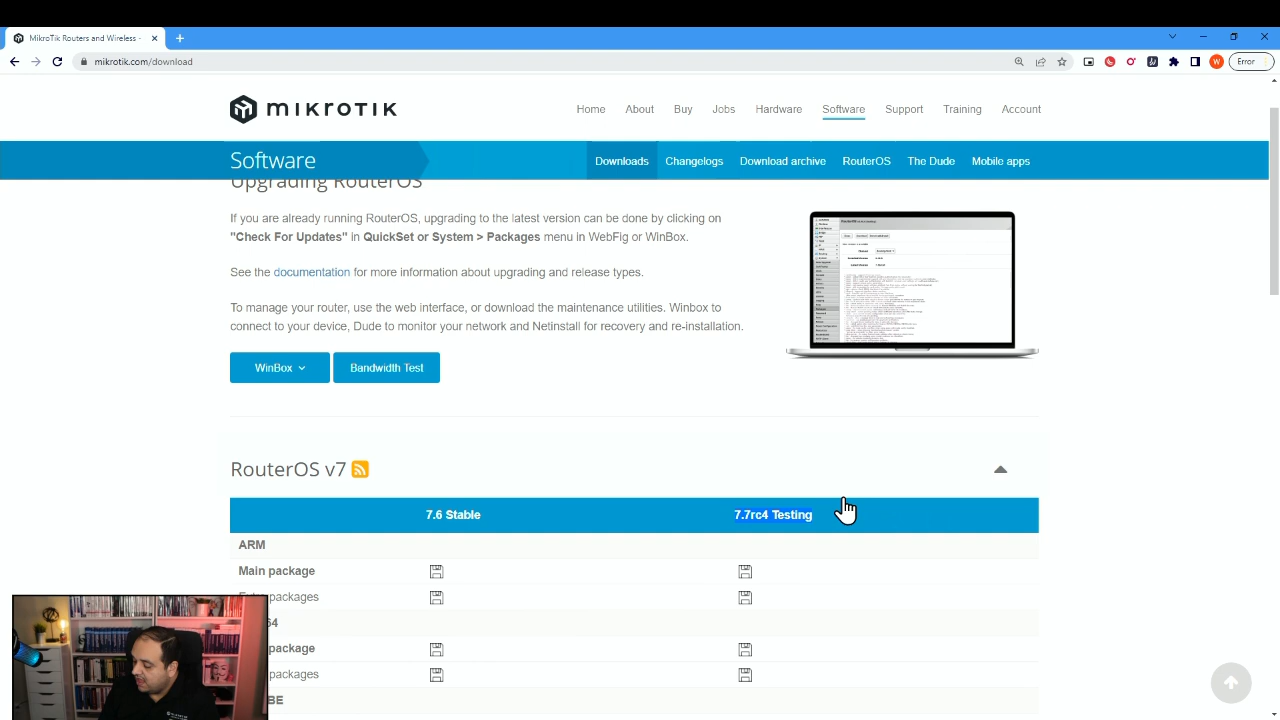 MikroTik Routers and Wireless -
mikrotik.com/download
W
Error
MIKROTIK
Home
About
Buy
Jobs
Hardware
Software
Support
Training
Account
Software
Downloads
Changelogs
Download archive
RouterOS
The Dude
Mobile apps
Upgrading RouterOS
If you are already running RouterOS, upgrading to the latest version can be done by clicking on
"Check For Updates" in QuickSet or System > Packages menu in WebFig or WinBox.
See the documentation for more information about upgrading and release types.
To manage your router, use the web interface, or download the maintenance utilities. Winbox to
connect to your device, Dude to monitor your network and Netinstall for recovery and re-installation.
WinBox
Bandwidth Test
RouterOS v7
7.6 Stable
7.7rc4 Testing
ARM
Main package
Extra packages
64
package
packages
BE